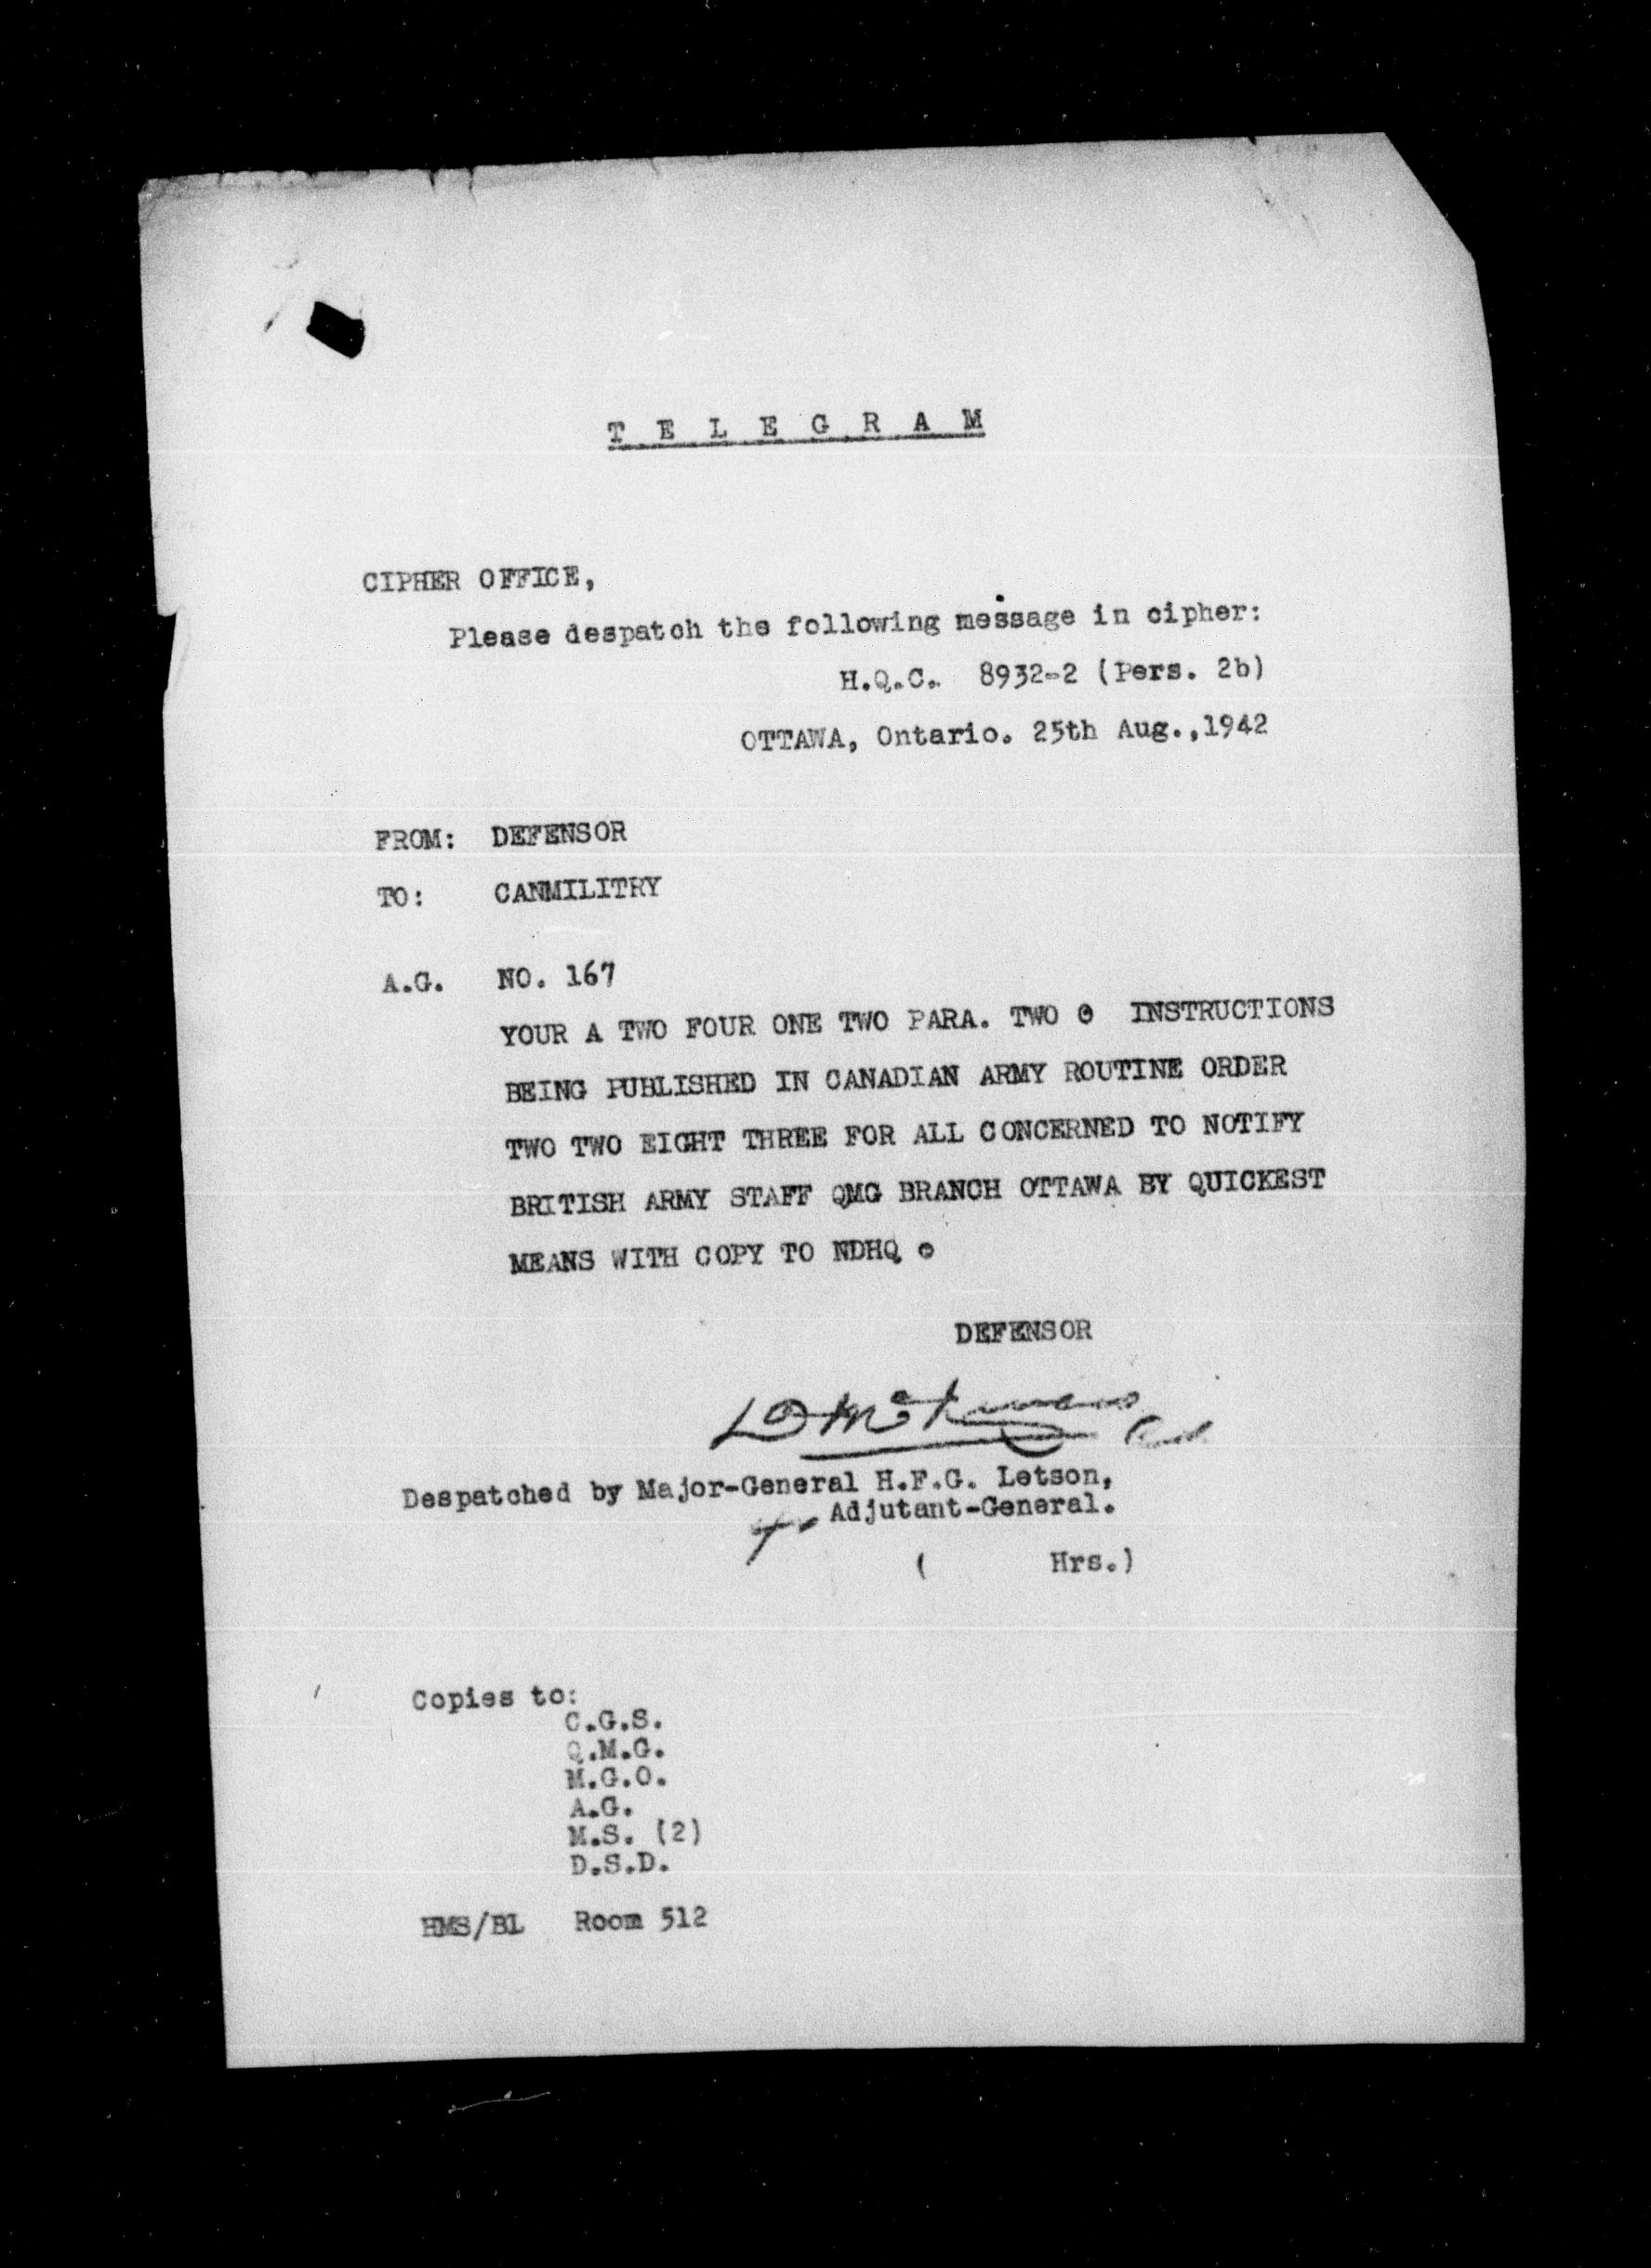 T E L E G R A M
CIPHER OFFICE,
Please despatch the following message in cipher:
H.Q.C. 8932-2 (Pers. 2b)
OTTAWA, Ontario. 25th Aug.,1942
FROM: DEFENSOR
TO: CANMILITRY
A.G. NO. 167
YOUR A TWO FOUR ONE TWO PARA. TWO . INSTRUCTIONS
BEING PUBLISHED IN CANADIAN ARMY ROUTINE ORDER
TWO TWO EIGHT THREE FOR ALL CONCERNED TO NOTIFY
BRITISH ARMY STAFF QMG BRANCH OTTAWA BY QUICKEST
MEANS WITH COPY TO NDHQ .
DEFENSOR
Despatched by Major-General H.F.G. Letson,
Adjutant-General.
( Hrs.)
Copies to:
C.G.S.
Q.M.G.
M.G.O.
A.G.
M.S. (2)
D.S.D.
HMS/BL Room 512